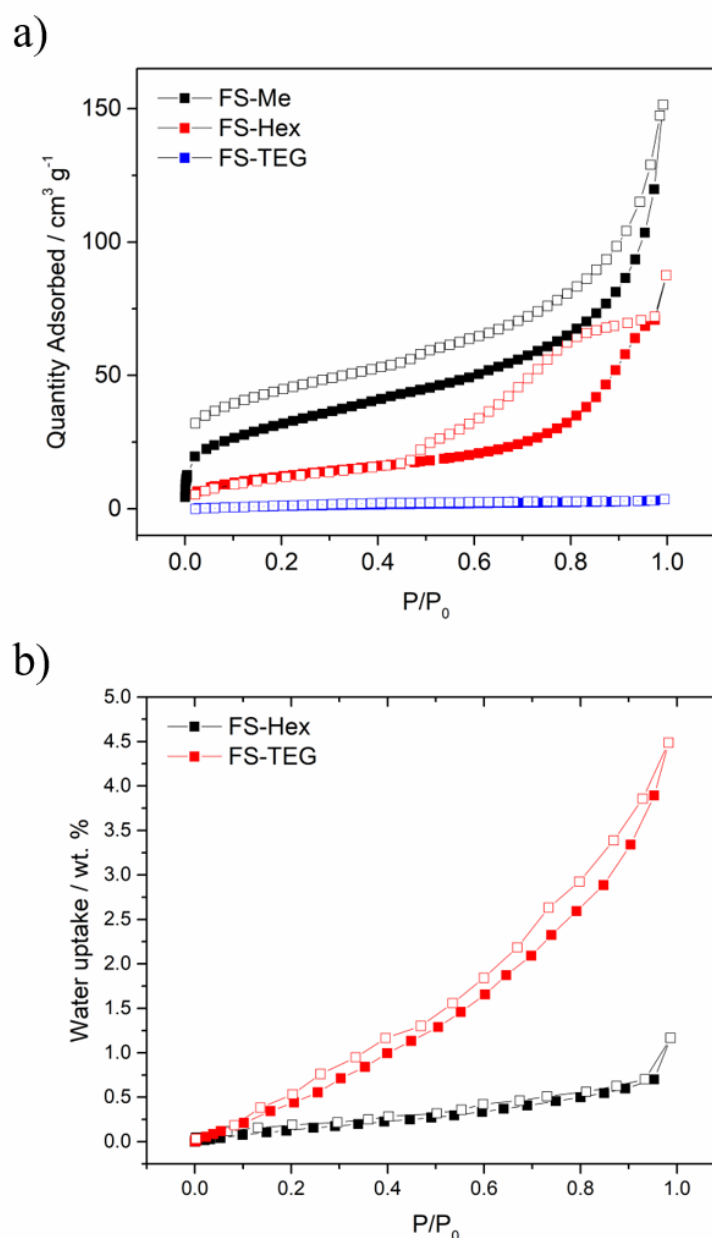 a)
FS-Me
FS-Hex
FS-TEG
Quantity Adsorbed / cm³ g⁻¹
150
100
50
0
0.0 0.2 0.4 0.6 0.8 1.0
P/P₀
b)
FS-Hex
FS-TEG
Water uptake / wt. %
5.0
4.5
4.0
3.5
3.0
2.5
2.0
1.5
1.0
0.5
0.0
0.0 0.2 0.4 0.6 0.8 1.0
P/P₀